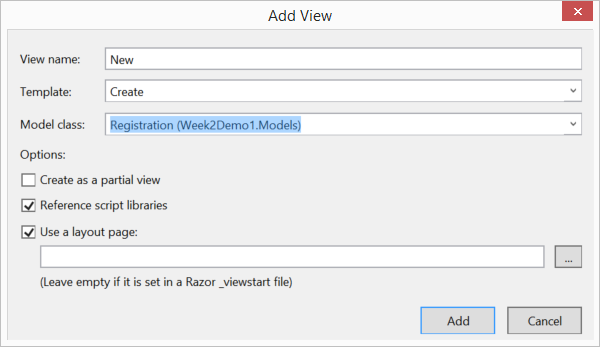 Add View
View name: New
Template: Create
Model class: Registration (Week2Demo1.Models)
Options:
Create as a partial view
Reference script libraries
Use a layout page:
...
(Leave empty if it is set in a Razor _viewstart file)
Add Cancel